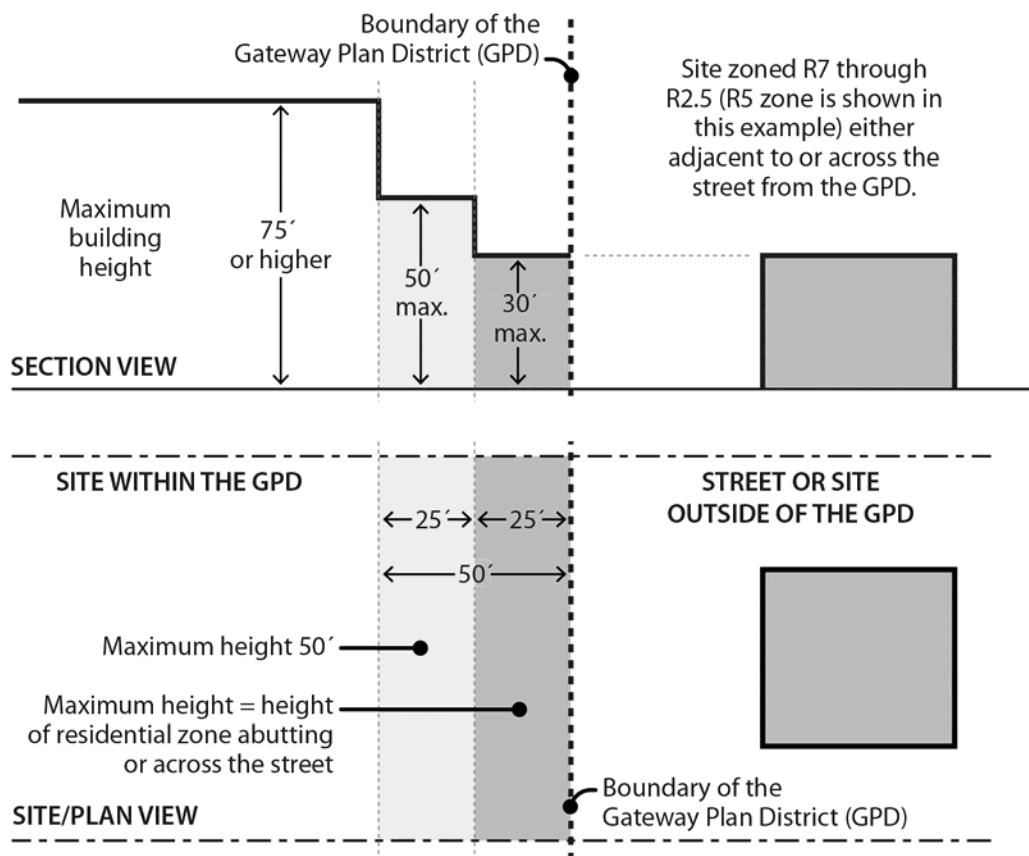 Boundary of the
Gateway Plan District (GPD)
Site zoned R7 through
R2.5 (R5 zone is shown in
this example) either
adjacent to or across the
street from the GPD.
Maximum
building
height
75´
or higher
50´
max.
30´
max.
SECTION VIEW
SITE WITHIN THE GPD
STREET OR SITE
OUTSIDE OF THE GPD
25´
25´
50´
Maximum height 50´
Maximum height = height
of residential zone abutting
or across the street
Boundary of the
Gateway Plan District (GPD)
SITE/PLAN VIEW